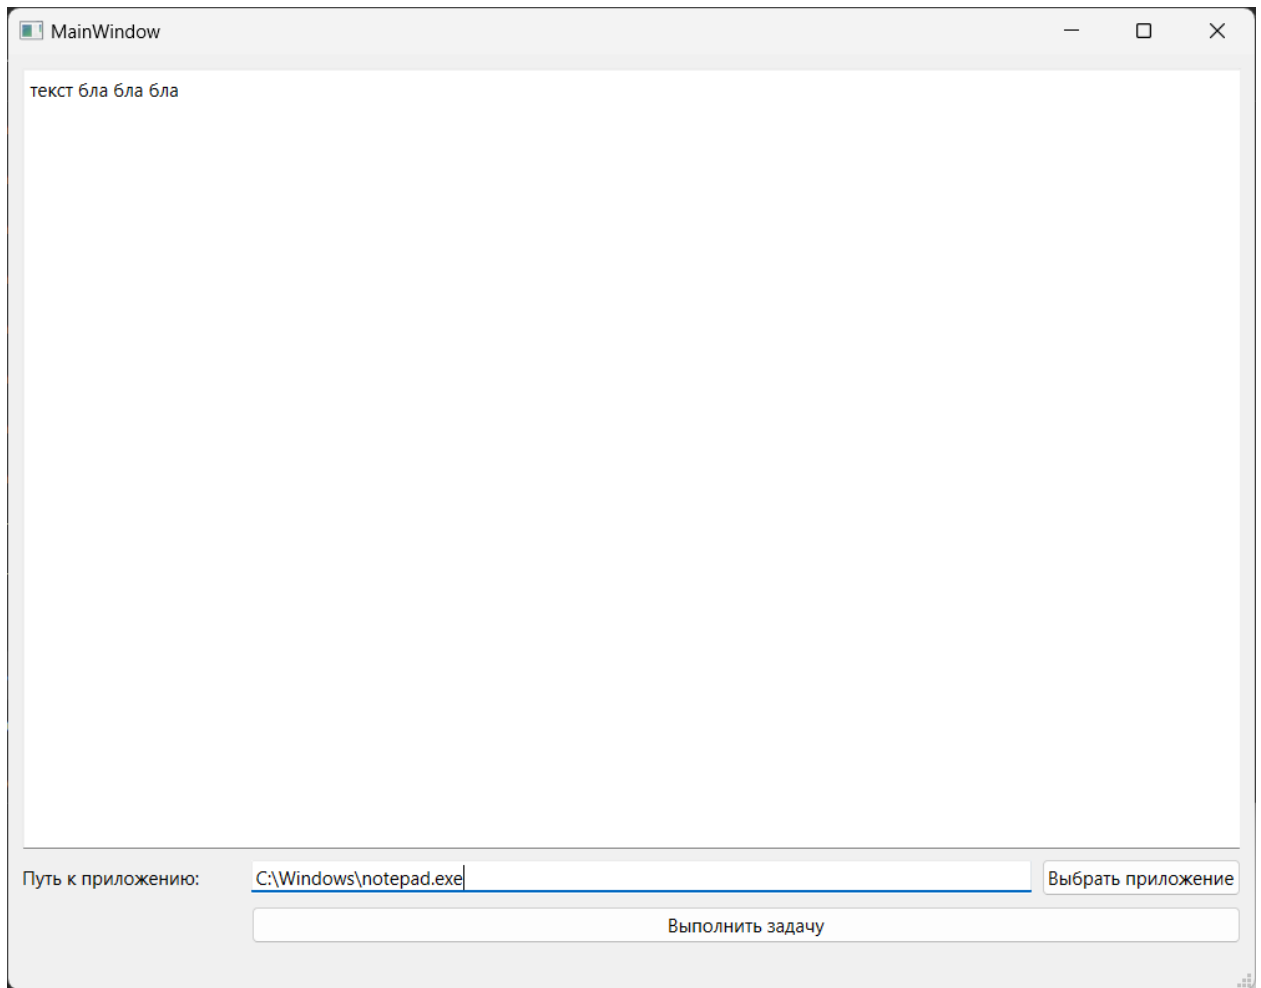 MainWindow
текст бла бла бла
Путь к приложению: C:\Windows\notepad.exe Выбрать приложение
Выполнить задачу